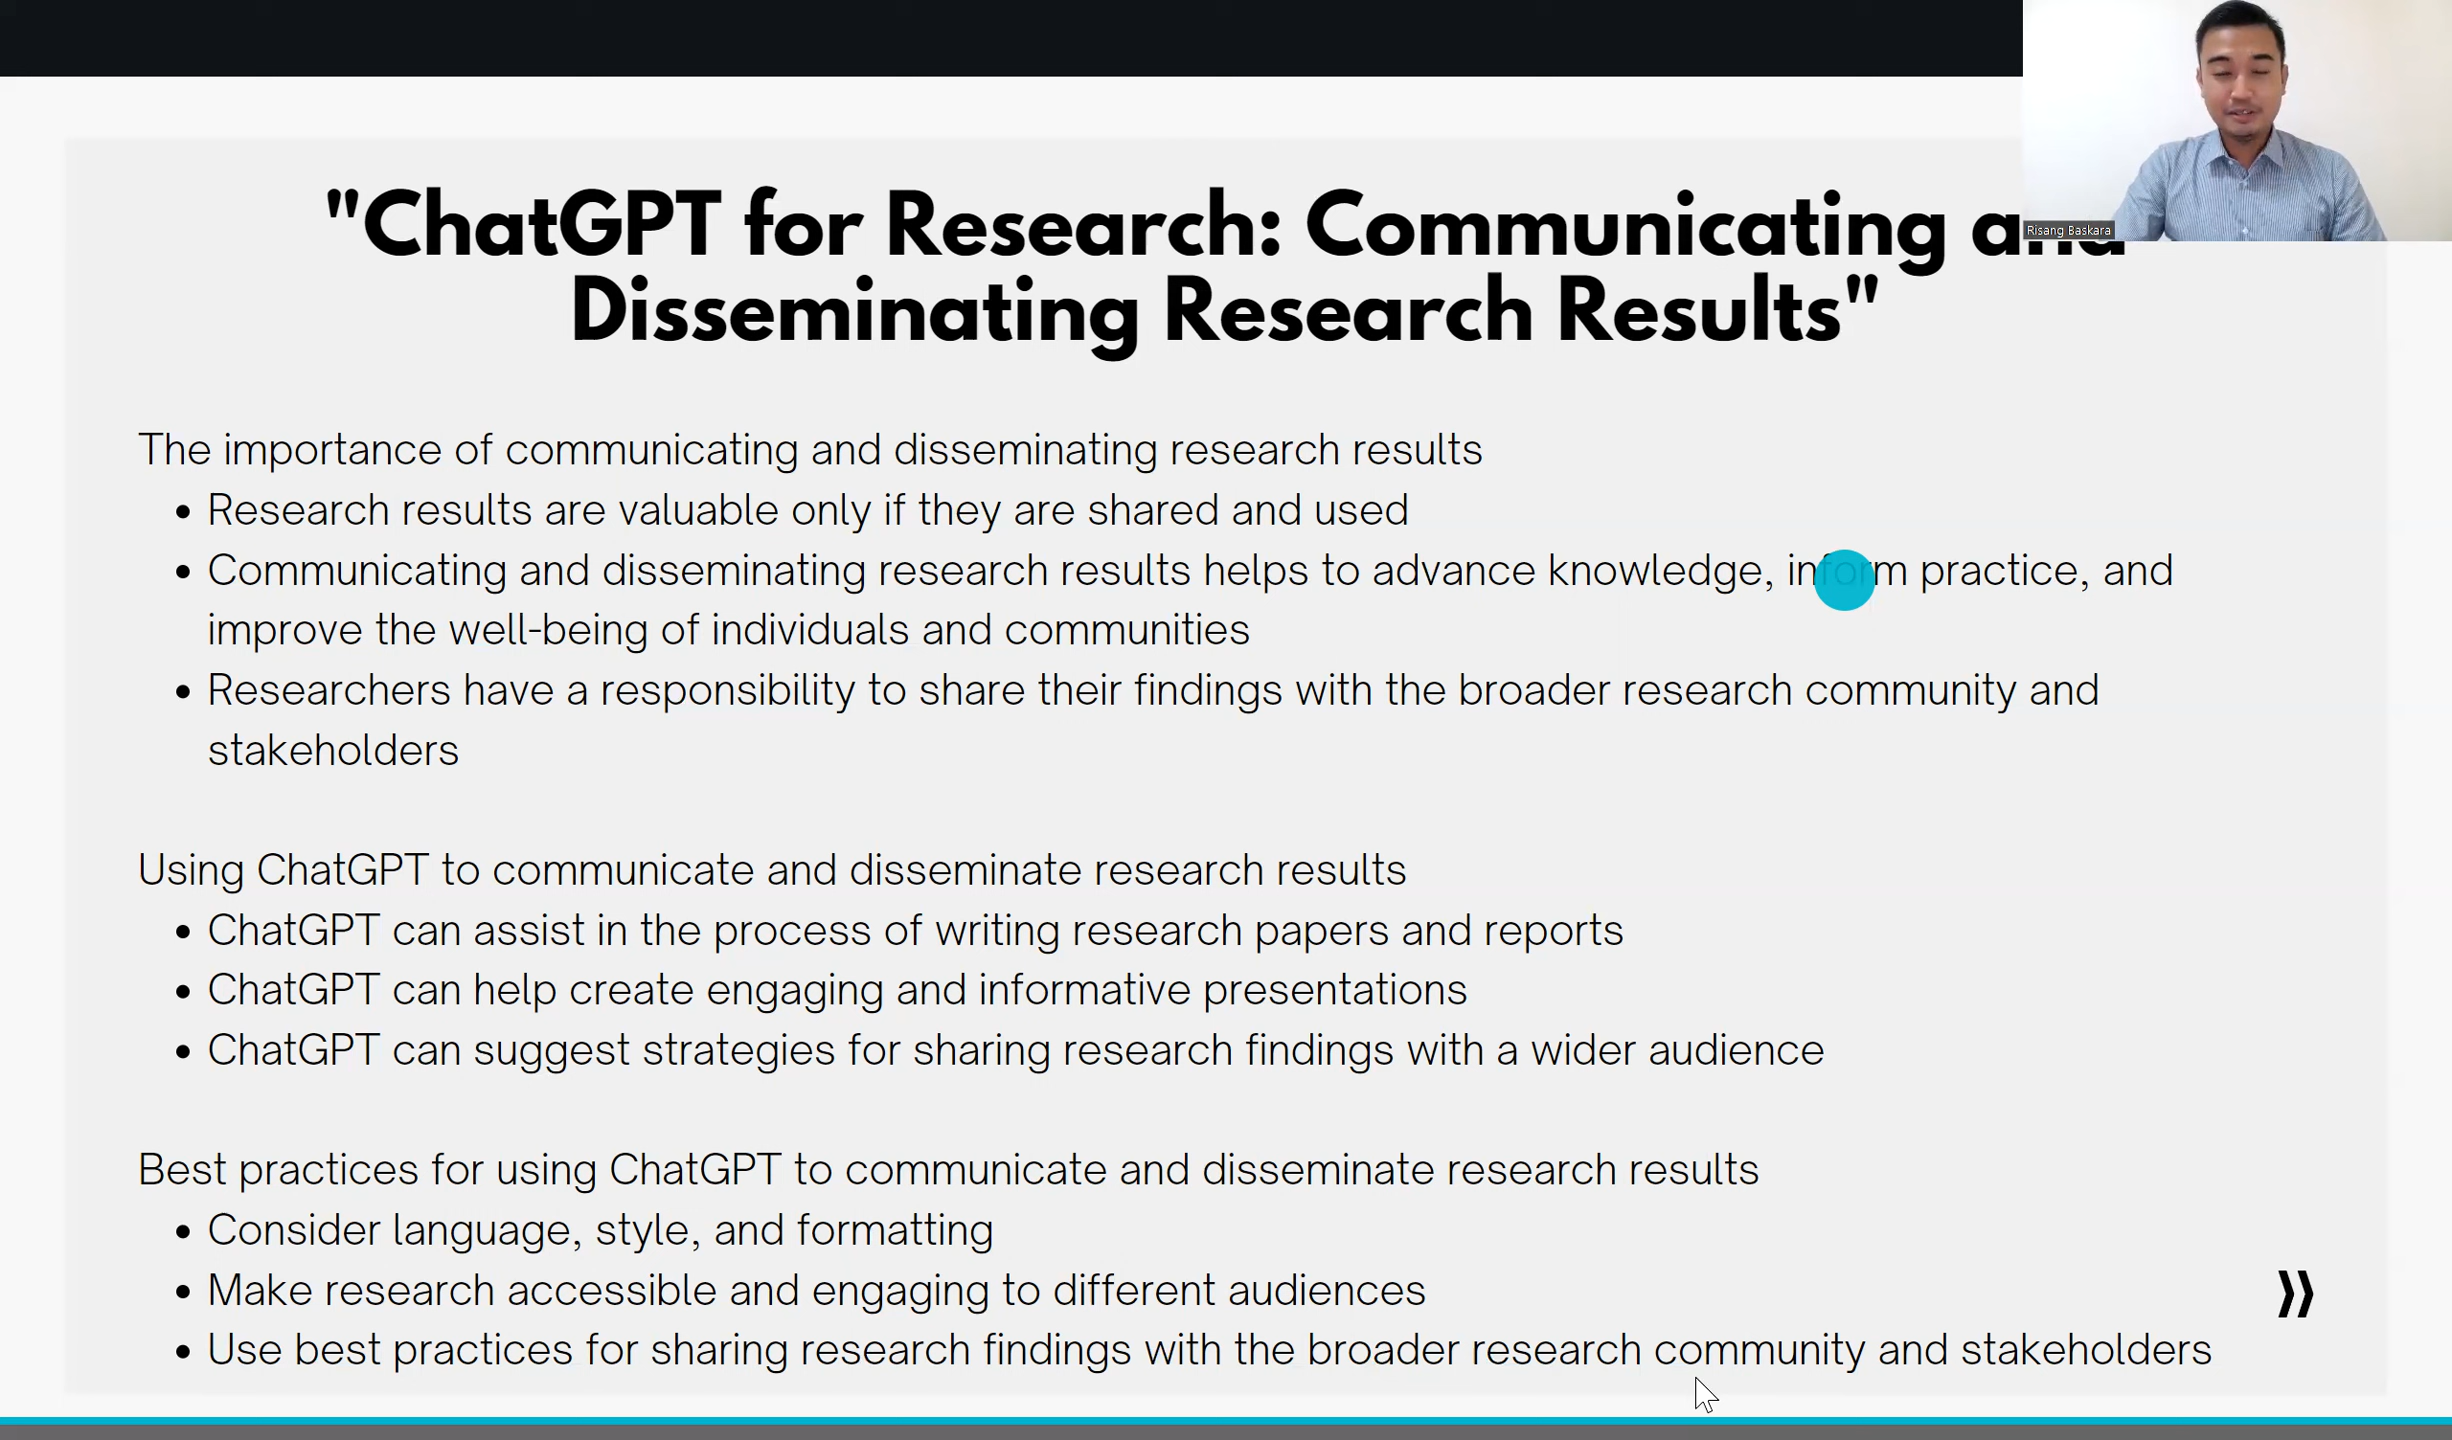 "ChatGPT for Research: Communicating and
Disseminating Research Results"
Risang Baskara
The importance of communicating and disseminating research results
• Research results are valuable only if they are shared and used
• Communicating and disseminating research results helps to advance knowledge, inform practice, and
improve the well-being of individuals and communities
• Researchers have a responsibility to share their findings with the broader research community and
stakeholders
Using ChatGPT to communicate and disseminate research results
• ChatGPT can assist in the process of writing research papers and reports
• ChatGPT can help create engaging and informative presentations
• ChatGPT can suggest strategies for sharing research findings with a wider audience
Best practices for using ChatGPT to communicate and disseminate research results
• Consider language, style, and formatting
• Make research accessible and engaging to different audiences
• Use best practices for sharing research findings with the broader research community and stakeholders